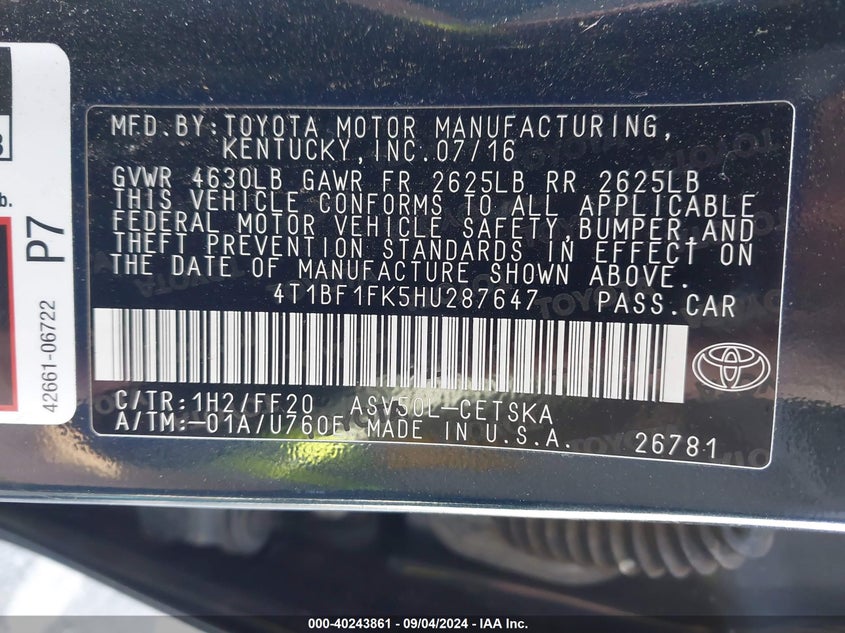 MFD.BY:TOYOTA MOTOR MANUFACTURING,
KENTUCKY,INC.07/16
GVWR 4630LB GAWR FR 2625LB RR 2625LB
THIS VEHICLE CONFORMS TO ALL APPLICABLE
FEDERAL MOTOR VEHICLE SAFETY,BUMPER,AND
THEFT PREVENTION STANDARDS IN EFFECT ON
THE DATE OF MANUFACTURE SHOWN ABOVE.
4T1BF1FK5HU287647 PASS.CAR
C/TR:1H2/FF20 ASV50L-CETSKA
A/TM:-01A/U760E MADE IN U.S.A.
26781
3
b.
P7
42661-06722
000-40243861 - 09/04/2024 - IAA Inc.